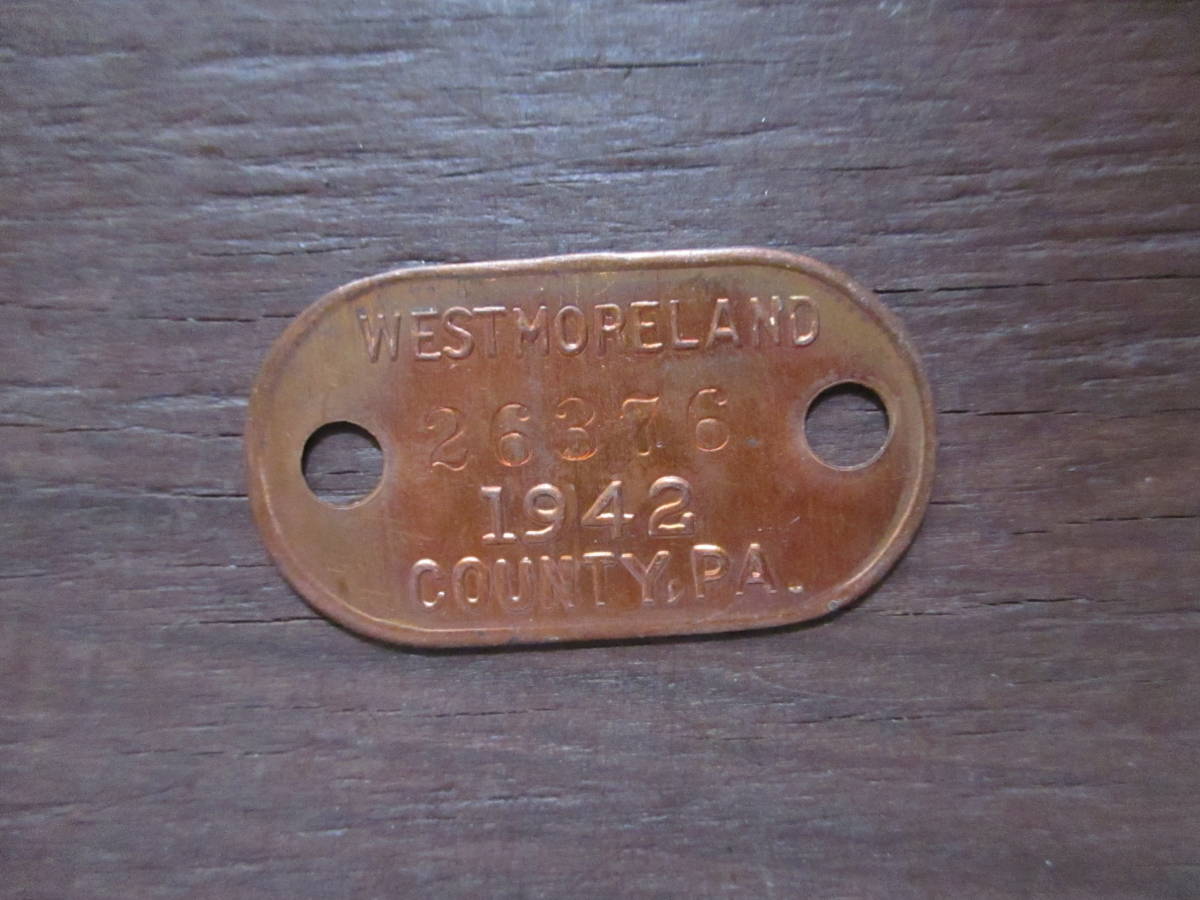 WESTMORELAND
26376
1942
COUNTY, PA.